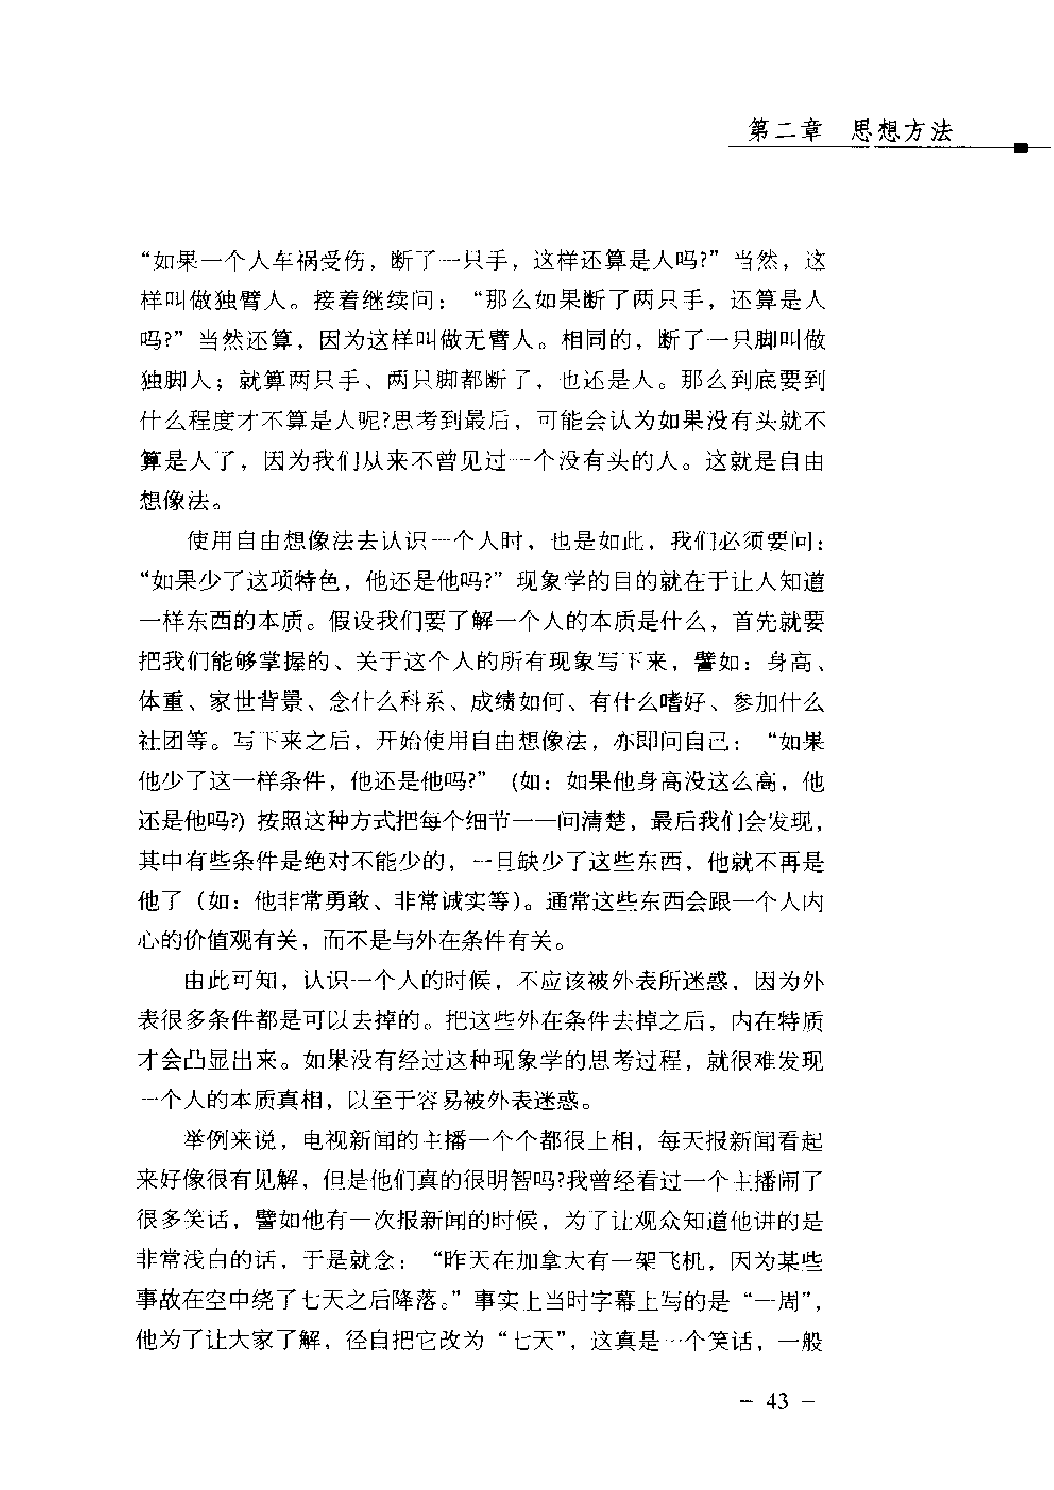 第二章 思想方法
“如果一个人车祸受伤，断了一只手，这样还算是人吗?”当然，这
样叫做独臂人。接着继续问：“那么如果断了两只手，还算是人
吗?”当然还算，因为这样叫做无臂人。相同的，断了一只脚叫做
独脚人；就算两只手、两只脚都断了，也还是人。那么到底要到
什么程度才不算是人呢?思考到最后，可能会认为如果没有头就不
算是人了，因为我们从来不曾见过一个没有头的人。这就是自由
想像法。
使用自由想像法去认识一个人时，也是如此，我们必须要问：
“如果少了这项特色，他还是他吗?”现象学的目的就在于让人知道
一样东西的本质。假设我们要了解一个人的本质是什么，首先就要
把我们能够掌握的、关于这个人的所有现象写下来，譬如：身高、
体重、家世背景、念什么科系、成绩如何、有什么嗜好、参加什么
社团等。写下来之后，开始使用自由想像法，亦即问自己：“如果
他少了这一样条件，他还是他吗?”(如：如果他身高没这么高，他
还是他吗?) 按照这种方式把每个细节一一问清楚，最后我们会发现，
其中有些条件是绝对不能少的，一旦缺少了这些东西，他就不再是
他了（如：他非常勇敢、非常诚实等）。通常这些东西会跟一个人内
心的价值观有关，而不是与外在条件有关。
由此可知，认识一个人的时候，不应该被外表所迷惑，因为外
表很多条件都是可以去掉的。把这些外在条件去掉之后，内在特质
才会凸显出来。如果没有经过这种现象学的思考过程，就很难发现
一个人的本质真相，以至于容易被外表迷惑。
举例来说，电视新闻的主播一个个都很上相，每天报新闻看起
来好像很有见解，但是他们真的很明智吗?我曾经看过一个主播闹了
很多笑话，譬如他有一次报新闻的时候，为了让观众知道他讲的是
非常浅白的话，于是就念：“昨天在加拿大有一架飞机，因为某些
事故在空中绕了七天之后降落。”事实上当时字幕上写的是“一周”，
他为了让大家了解，径自把它改为“七天”，这真是一个笑话，一般
－ 43 －